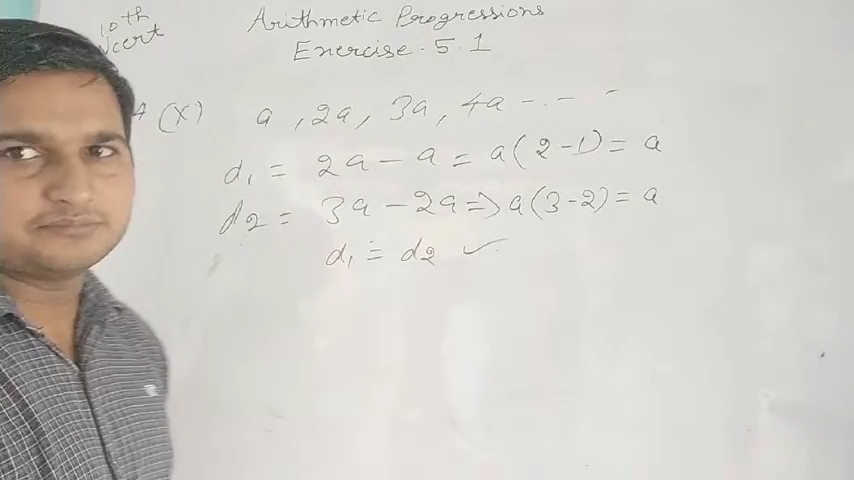 10th
Ncert
Arithmetic Progressions
Exercise. 5.1
4 (x) a, 2a, 3a, 4a - - - -
d₁ = 2a - a = a(2-1) = a
d₂ = 3a - 2a => a(3-2) = a
d₁ = d₂ ✓